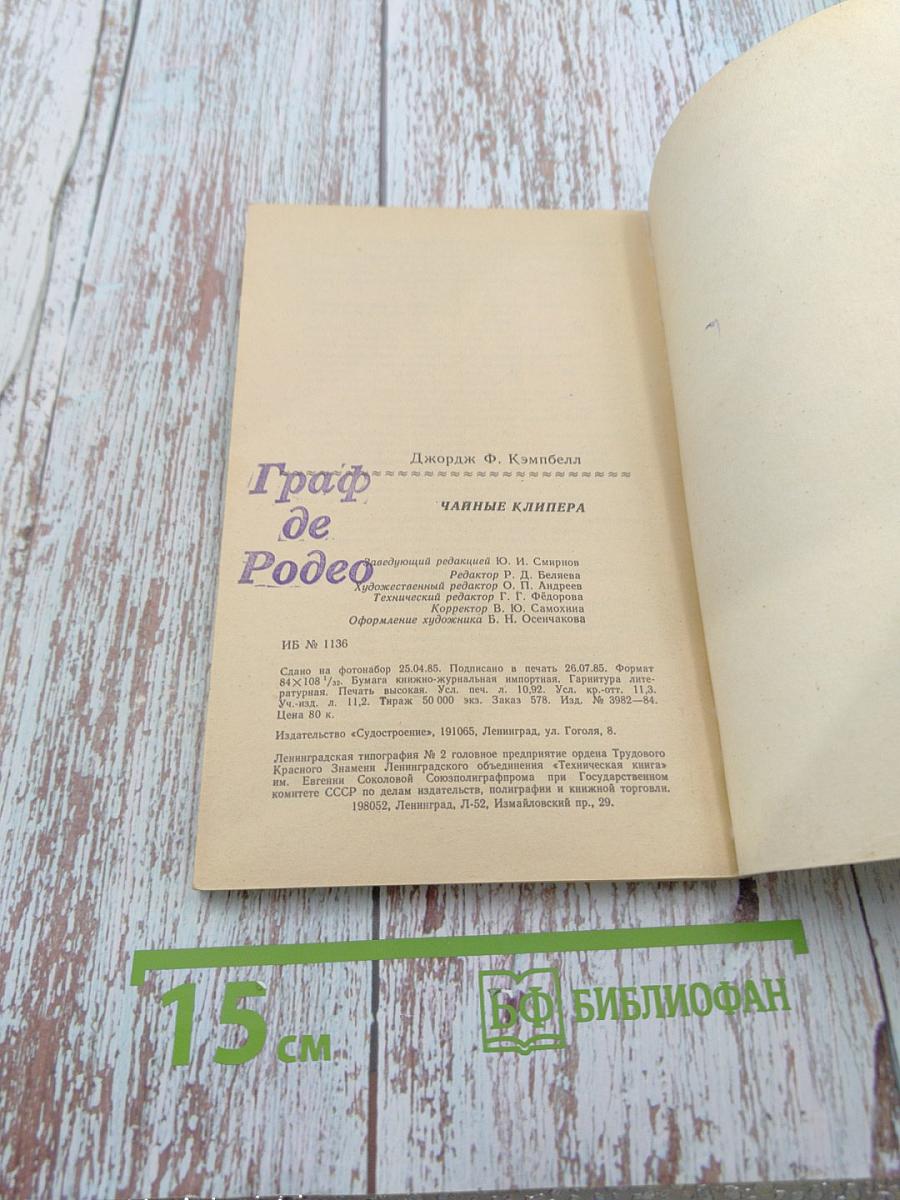 Джордж Ф. Кэмпбелл
Граф
де
Родео
ЧАЙНЫЕ КЛИПЕРА
Заведующий редакцией Ю. И. Смирнов
Редактор Р. Д. Беляева
Художественный редактор О. П. Андреев
Технический редактор Г. Г. Фёдорова
Корректор В. Ю. Самохина
Оформление художника Б. Н. Осенчакова
ИБ № 1136
Сдано на фотонабор 25.04.85. Подписано в печать 26.07.85. Формат
84×108 1/32. Бумага книжно-журнальная импортная. Гарнитура лите-
ратурная. Печать высокая. Усл. печ. л. 10,92. Усл. кр.-отт. 11,3.
Уч.-изд. л. 11,2. Тираж 50 000 экз. Заказ 578. Изд. № 3982—84.
Цена 80 к.
Издательство «Судостроение», 191065, Ленинград, ул. Гоголя, 8.
Ленинградская типография № 2 головное предприятие ордена Трудового
Красного Знамени Ленинградского объединения «Техническая книга»
им. Евгении Соколовой Союзполиграфпрома при Государственном
комитете СССР по делам издательств, полиграфии и книжной торговли.
198052, Ленинград, Л-52, Измайловский пр., 29.
15 см
БФ БИБЛИОФАН